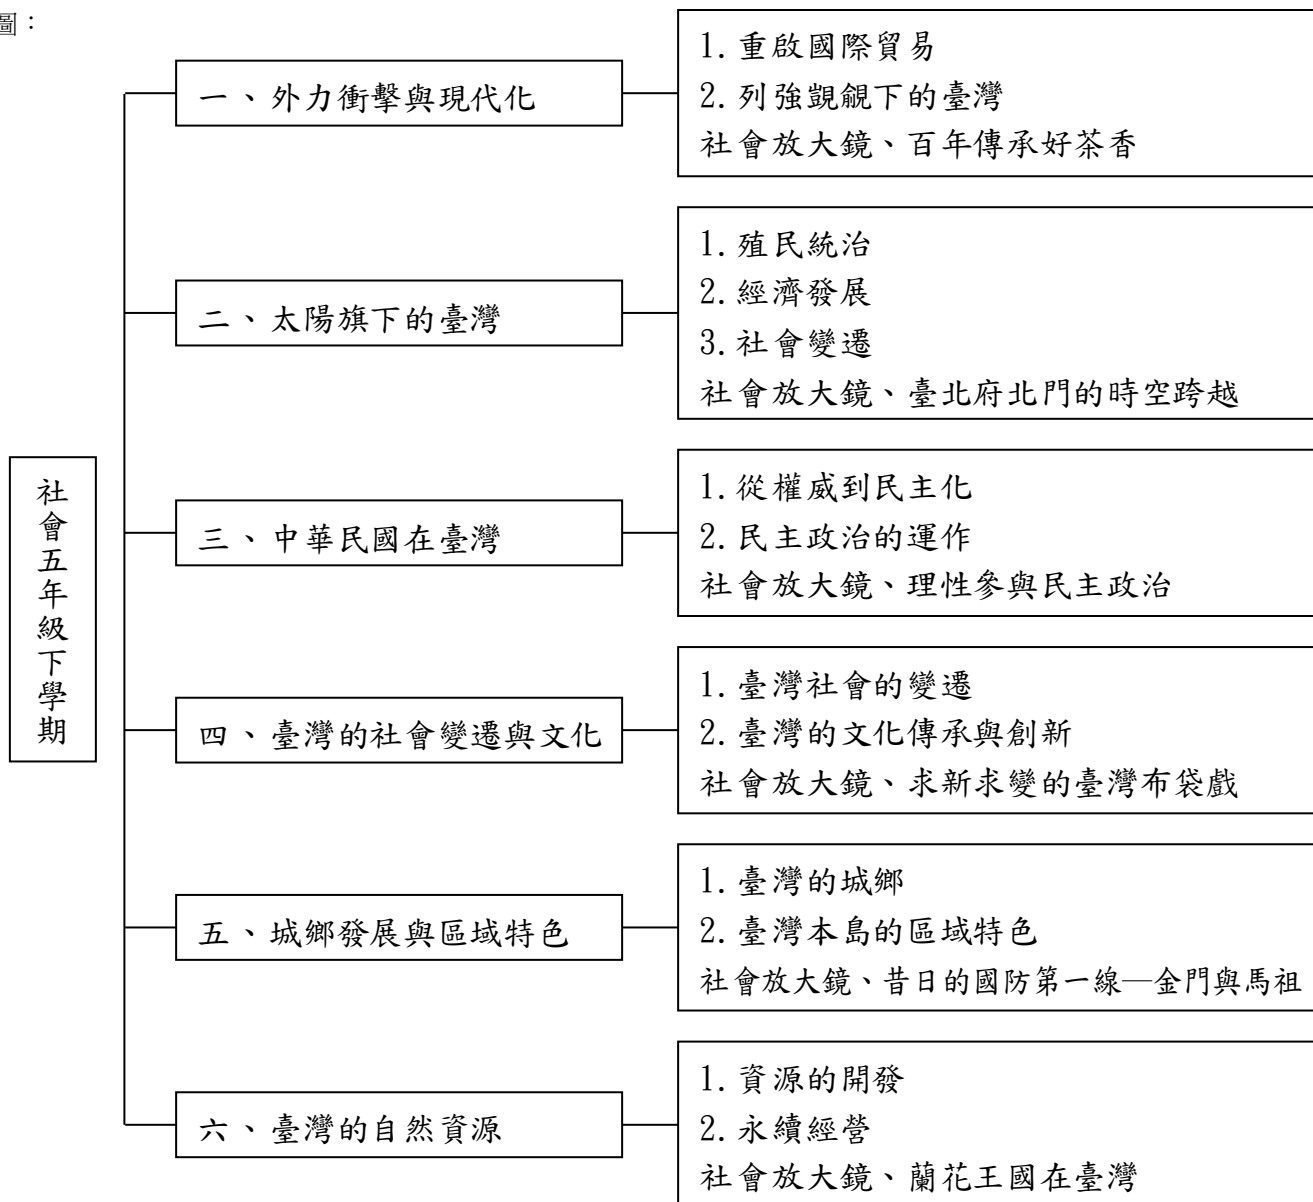 圖：
社會五年級下學期
一、外力衝擊與現代化
1.重啟國際貿易
2.列強覬覦下的臺灣
社會放大鏡、百年傳承好茶香
二、太陽旗下的臺灣
1.殖民統治
2.經濟發展
3.社會變遷
社會放大鏡、臺北府北門的時空跨越
三、中華民國在臺灣
1.從權威到民主化
2.民主政治的運作
社會放大鏡、理性參與民主政治
四、臺灣的社會變遷與文化
1.臺灣社會的變遷
2.臺灣的文化傳承與創新
社會放大鏡、求新求變的臺灣布袋戲
五、城鄉發展與區域特色
1.臺灣的城鄉
2.臺灣本島的區域特色
社會放大鏡、昔日的國防第一線—金門與馬祖
六、臺灣的自然資源
1.資源的開發
2.永續經營
社會放大鏡、蘭花王國在臺灣